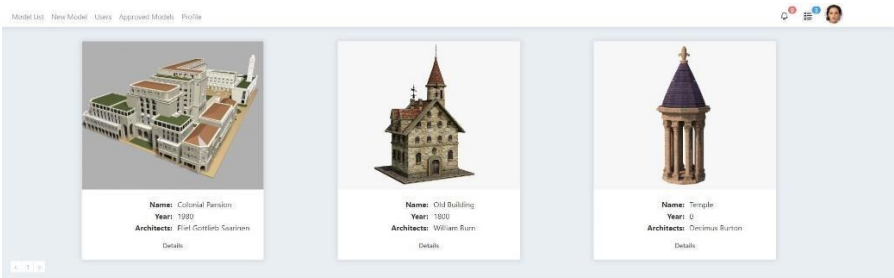 Model List New Model Users Approved Models Profile
Name: Colonial Pansion
Year: 1980
Architects: Eliel Gottlieb Saarinen
Details
Name: Old Building
Year: 1800
Architects: William Burn
Details
Name: Temple
Year: 0
Architects: Decimus Burton
Details
< 1 >